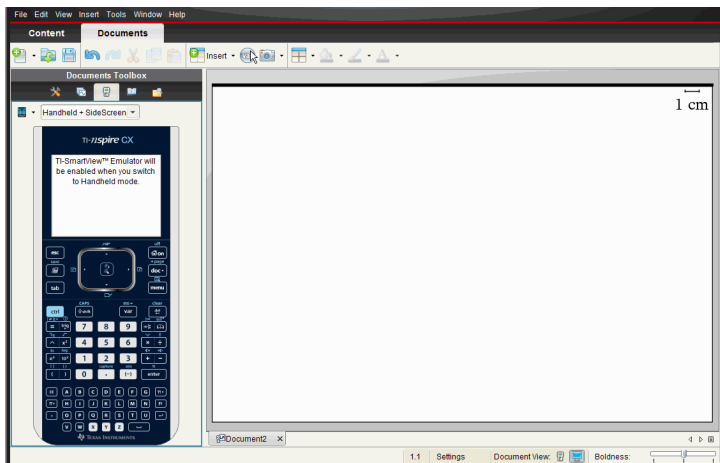 File Edit View Insert Tools Window Help
Content Documents
Insert
Documents Toolbox
Handheld + SideScreen
1 cm
TI-nspire CX
TI-SmartView™ Emulator will
be enabled when you switch
to Handheld mode.
esc on
doc
tab menu
CAPS clear
ctrl shift var
7 8 9
4 5 6
1 2 3
0 . (-) enter
A B C D E F G
H I J K L M N
O P Q R S T U
V W X Y Z
TEXAS INSTRUMENTS
Document2
1.1 Settings Document View: Boldness: